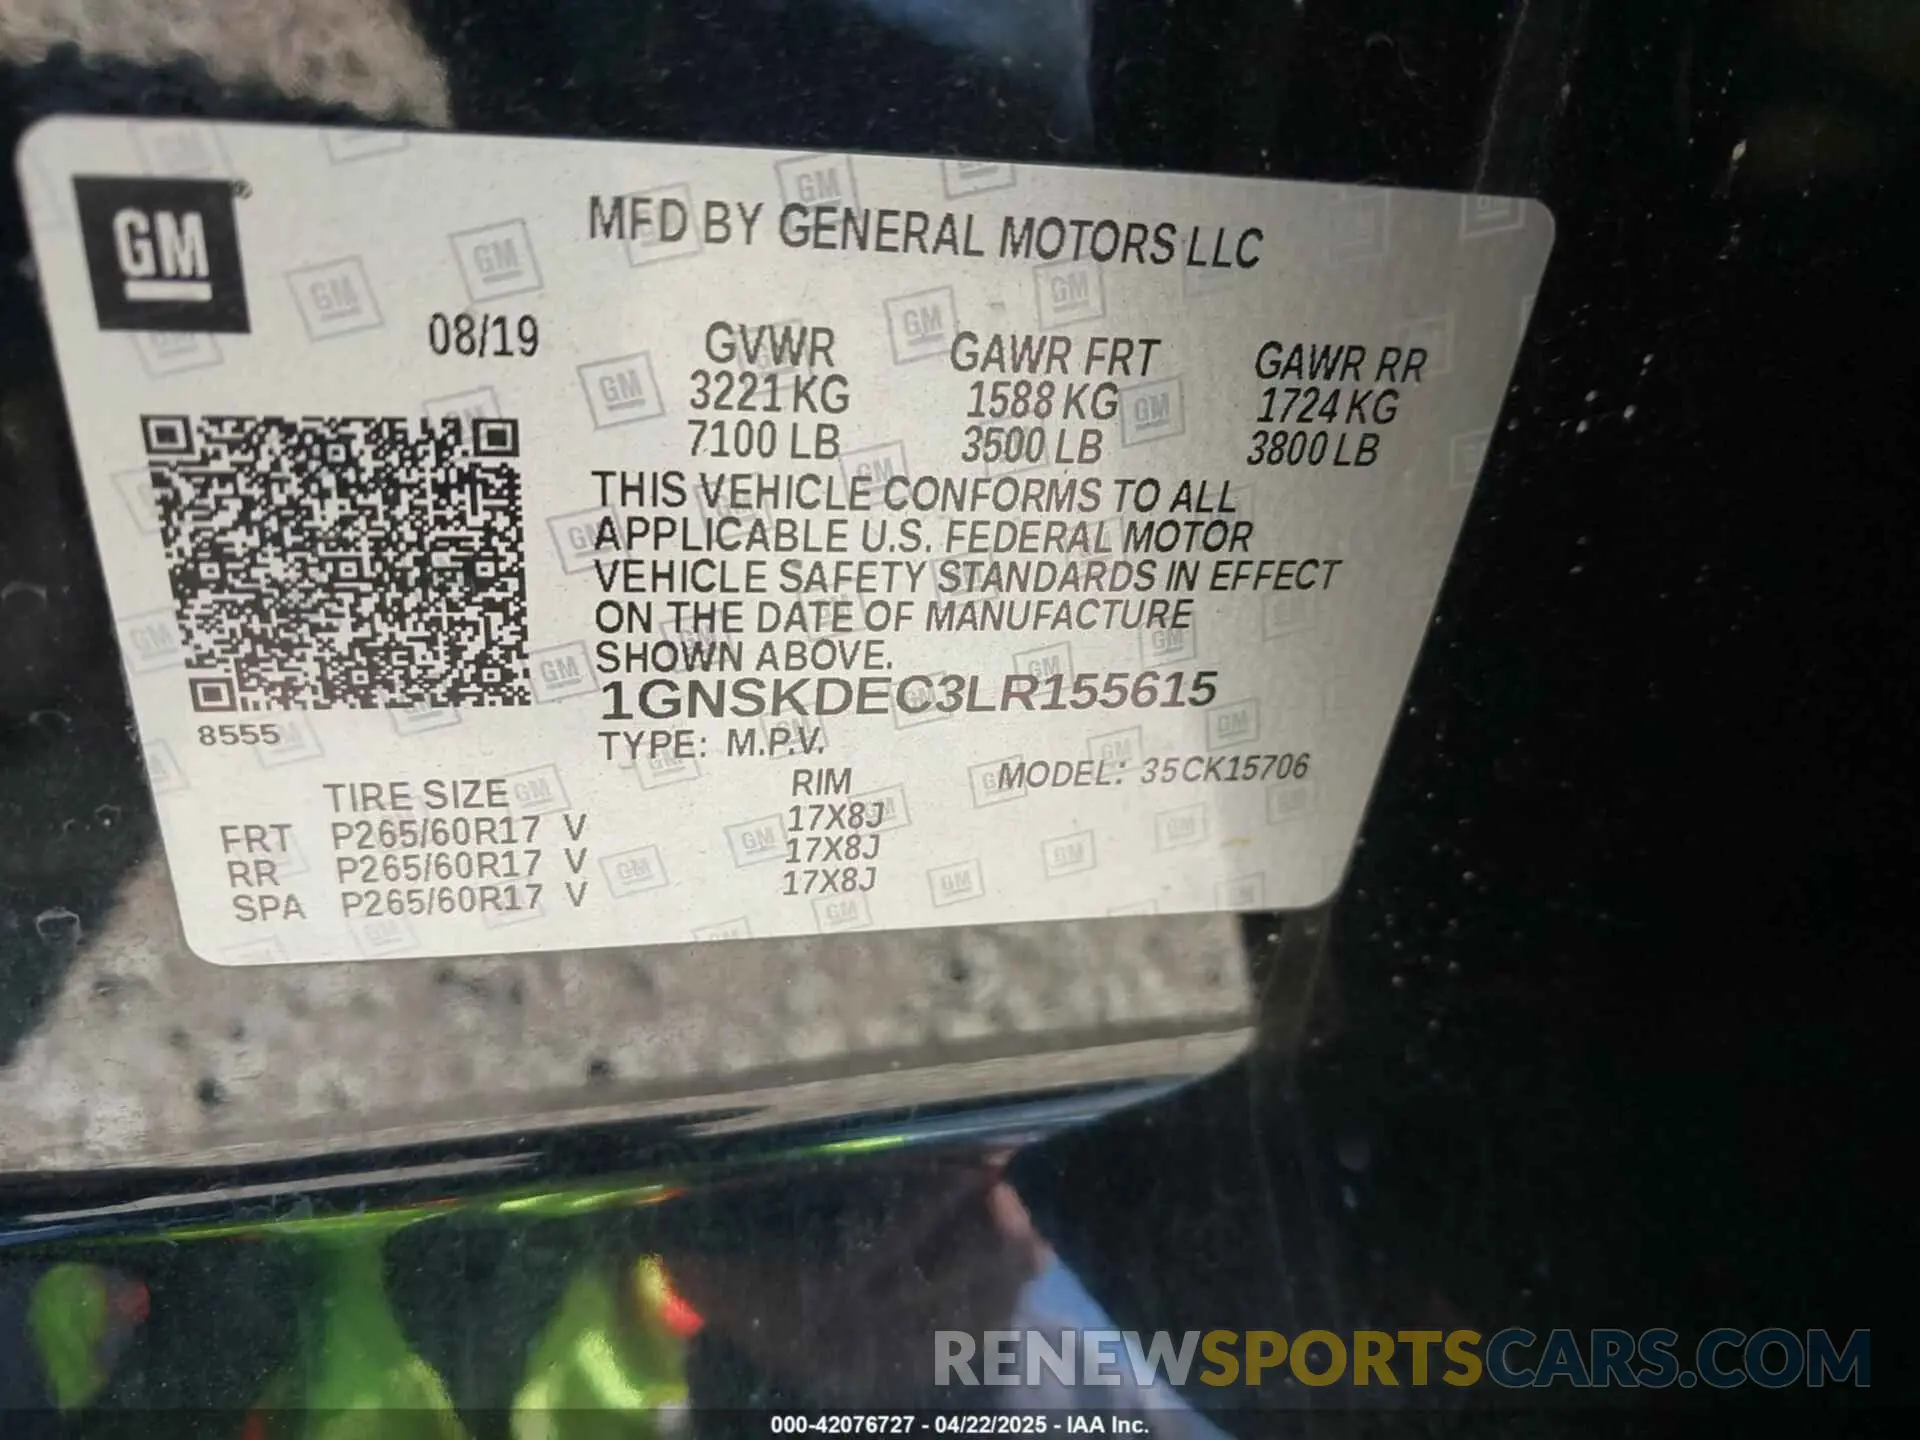 GM ®
MFD BY GENERAL MOTORS LLC
08/19
GVWR GAWR FRT GAWR RR
3221 KG 1588 KG 1724 KG
7100 LB 3500 LB 3800 LB
THIS VEHICLE CONFORMS TO ALL
APPLICABLE U.S. FEDERAL MOTOR
VEHICLE SAFETY STANDARDS IN EFFECT
ON THE DATE OF MANUFACTURE
SHOWN ABOVE.
1GNSKDEC3LR155615
8555
TYPE: M.P.V.
MODEL: 35CK15706
TIRE SIZE RIM
FRT P265/60R17 V 17X8J
RR P265/60R17 V 17X8J
SPA P265/60R17 V 17X8J
RENEWSPORTSCARS.COM
000-42076727 - 04/22/2025 - IAA Inc.